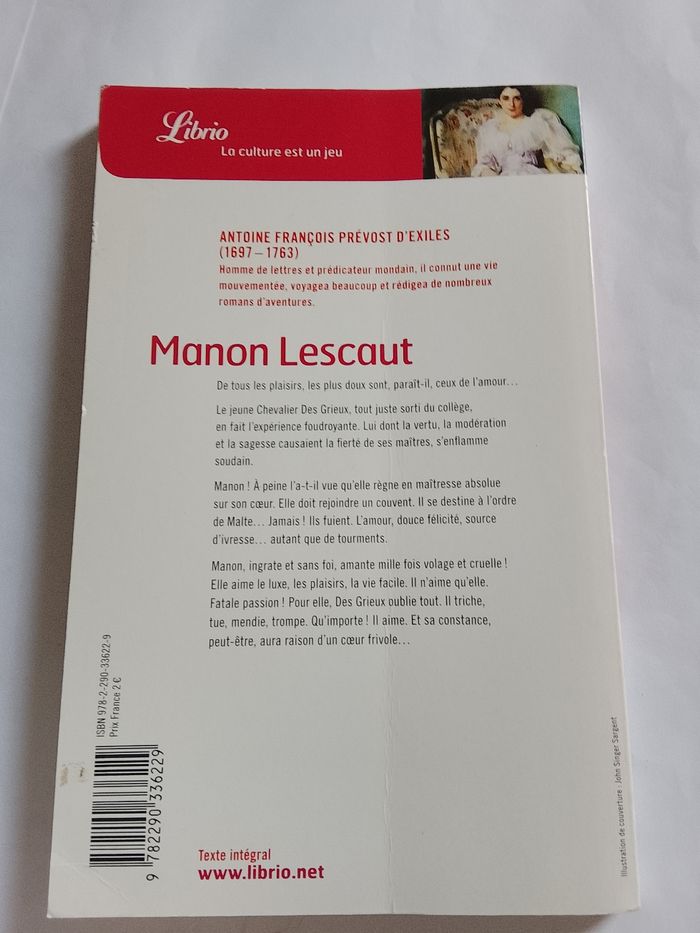 Librio
La culture est un jeu
ANTOINE FRANÇOIS PRÉVOST D'EXILES
(1697 – 1763)
Homme de lettres et prédicateur mondain, il connut une vie
mouvementée, voyagea beaucoup et rédigea de nombreux
romans d'aventures.
Manon Lescaut
De tous les plaisirs, les plus doux sont, paraît-il, ceux de l'amour...
Le jeune Chevalier Des Grieux, tout juste sorti du collège,
en fait l'expérience foudroyante. Lui dont la vertu, la modération
et la sagesse causaient la fierté de ses maîtres, s'enflamme
soudain.
Manon ! À peine l'a-t-il vue qu'elle règne en maîtresse absolue
sur son cœur. Elle doit rejoindre un couvent. Il se destine à l'ordre
de Malte... Jamais ! Ils fuient. L'amour, douce félicité, source
d'ivresse... autant que de tourments.
Manon, ingrate et sans foi, amante mille fois volage et cruelle !
Elle aime le luxe, les plaisirs, la vie facile. Il n'aime qu'elle.
Fatale passion ! Pour elle, Des Grieux oublie tout. Il triche,
tue, mendie, trompe. Qu'importe ! Il aime. Et sa constance,
peut-être, aura raison d'un cœur frivole...
ISBN 978-2-290-33622-9
Prix France 2 €
9 782290 336229
Texte intégral
www.librio.net
Illustration de couverture : John Singer Sargent